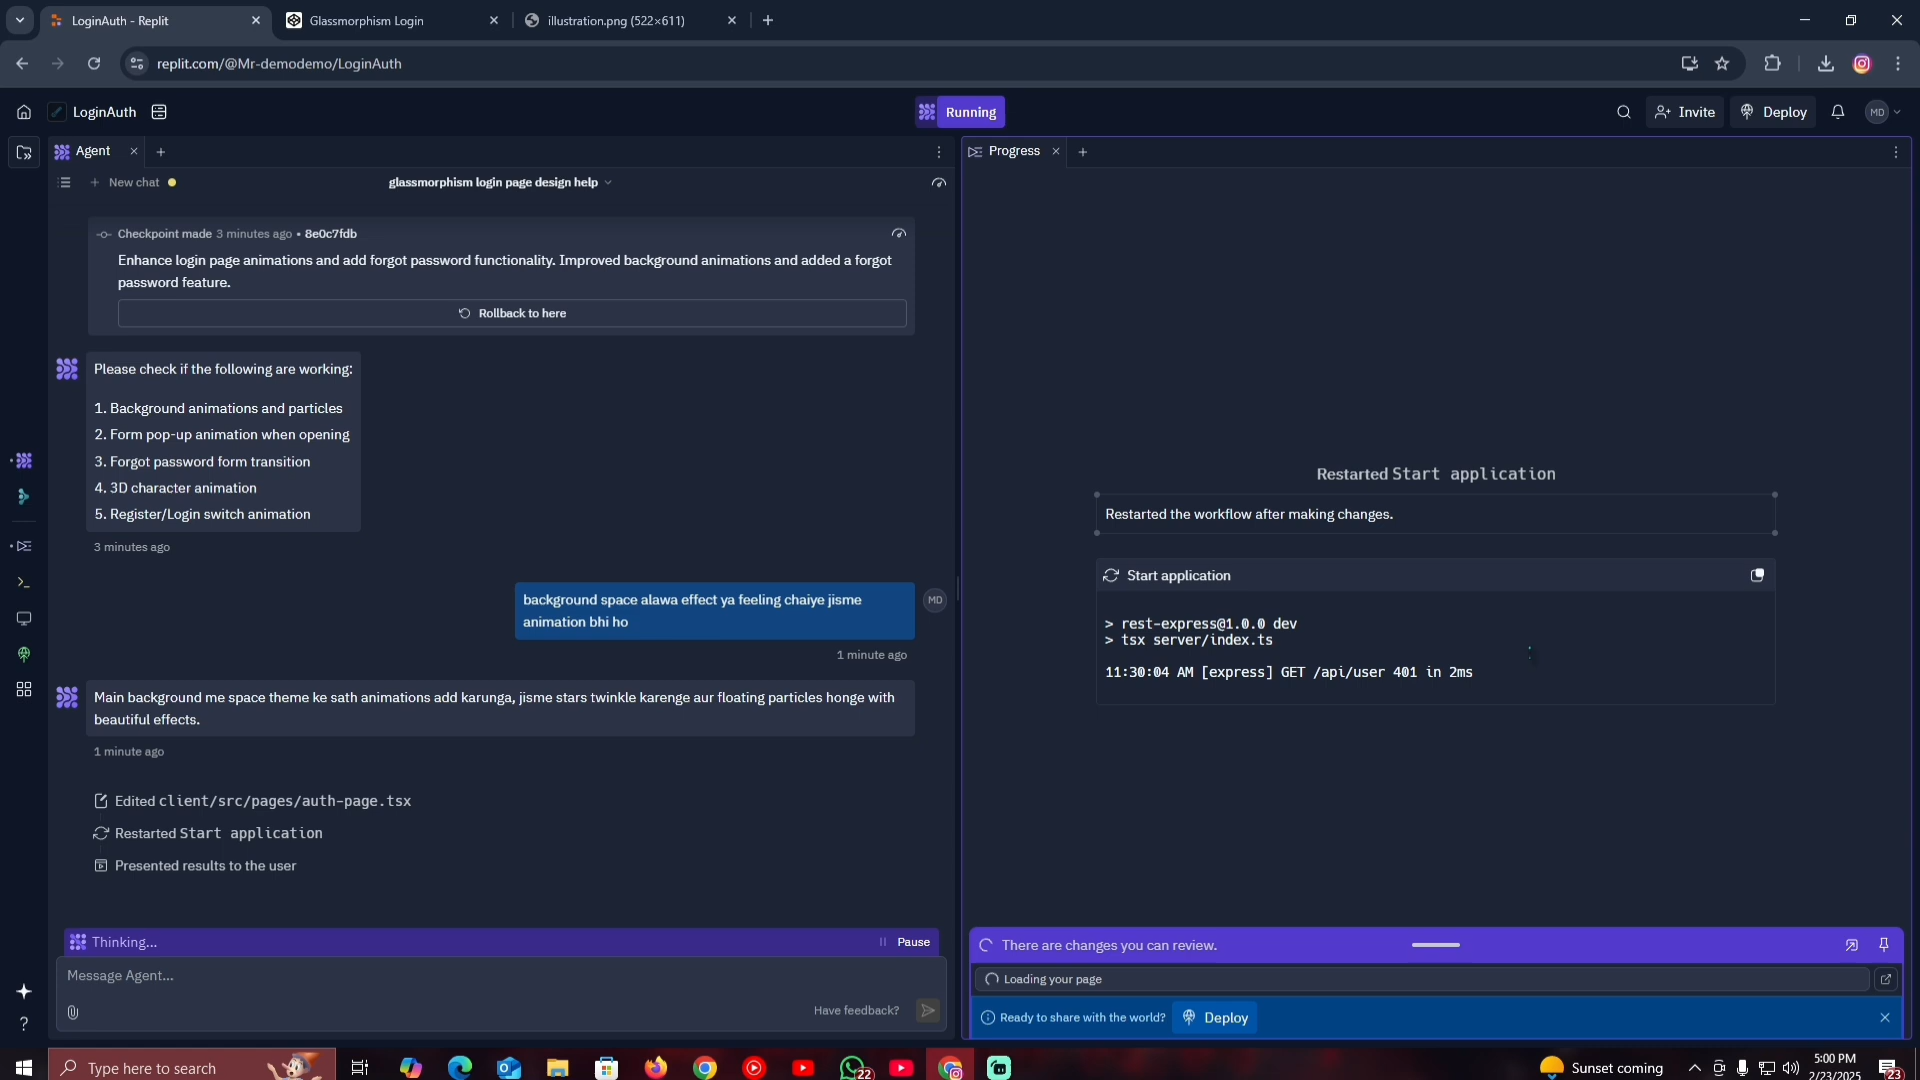 LoginAuth - Replit
Glassmorphism Login
illustration.png (522×611)
replit.com/@Mr-demodemo/LoginAuth
LoginAuth
Running
Invite
Deploy
MD
Agent
Progress
New chat
glassmorphism login page design help
Checkpoint made 3 minutes ago • 8e0c7fdb
Enhance login page animations and add forgot password functionality. Improved background animations and added a forgot
password feature.
Rollback to here
Please check if the following are working:
1. Background animations and particles
2. Form pop-up animation when opening
3. Forgot password form transition
4. 3D character animation
5. Register/Login switch animation
3 minutes ago
background space alawa effect ya feeling chaiye jisme
animation bhi ho
MD
1 minute ago
Main background me space theme ke sath animations add karunga, jisme stars twinkle karenge aur floating particles honge with
beautiful effects.
1 minute ago
Edited client/src/pages/auth-page.tsx
Restarted Start application
Presented results to the user
Thinking...
Pause
Message Agent...
Have feedback?
Restarted Start application
Restarted the workflow after making changes.
Start application
> rest-express@1.0.0 dev
> tsx server/index.ts
11:30:04 AM [express] GET /api/user 401 in 2ms
There are changes you can review.
Loading your page
Ready to share with the world?
Deploy
Type here to search
22
Sunset coming
5:00 PM
2/23/2025
23